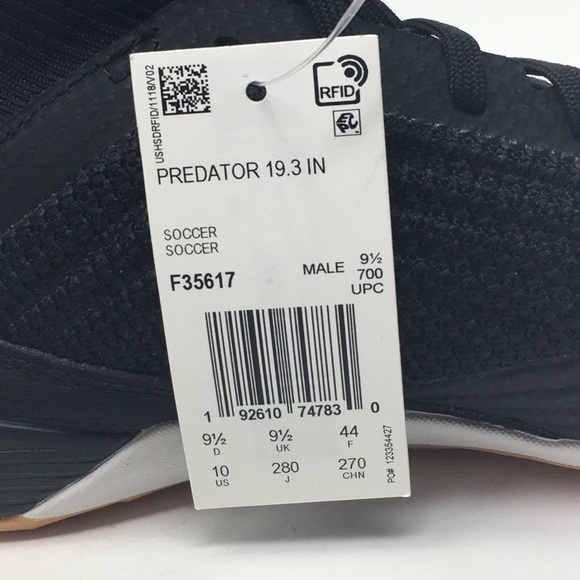 USHSDRFID/1118/V02
RFID
PREDATOR 19.3 IN
SOCCER
SOCCER
F35617
MALE
9½
700
UPC
1 92610 74783 0
9½ 9½ 44
D UK F
10 280 270
US J CHN
PO# 123354427